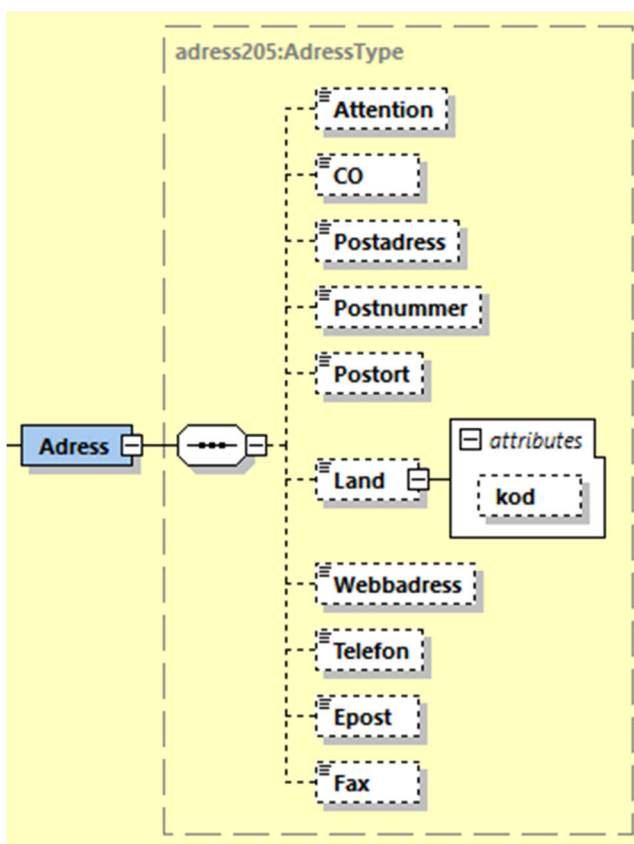 adress205:AdressType
Attention
CO
Postadress
Postnummer
Postort
Adress
attributes
Land
kod
Webbadress
Telefon
Epost
Fax